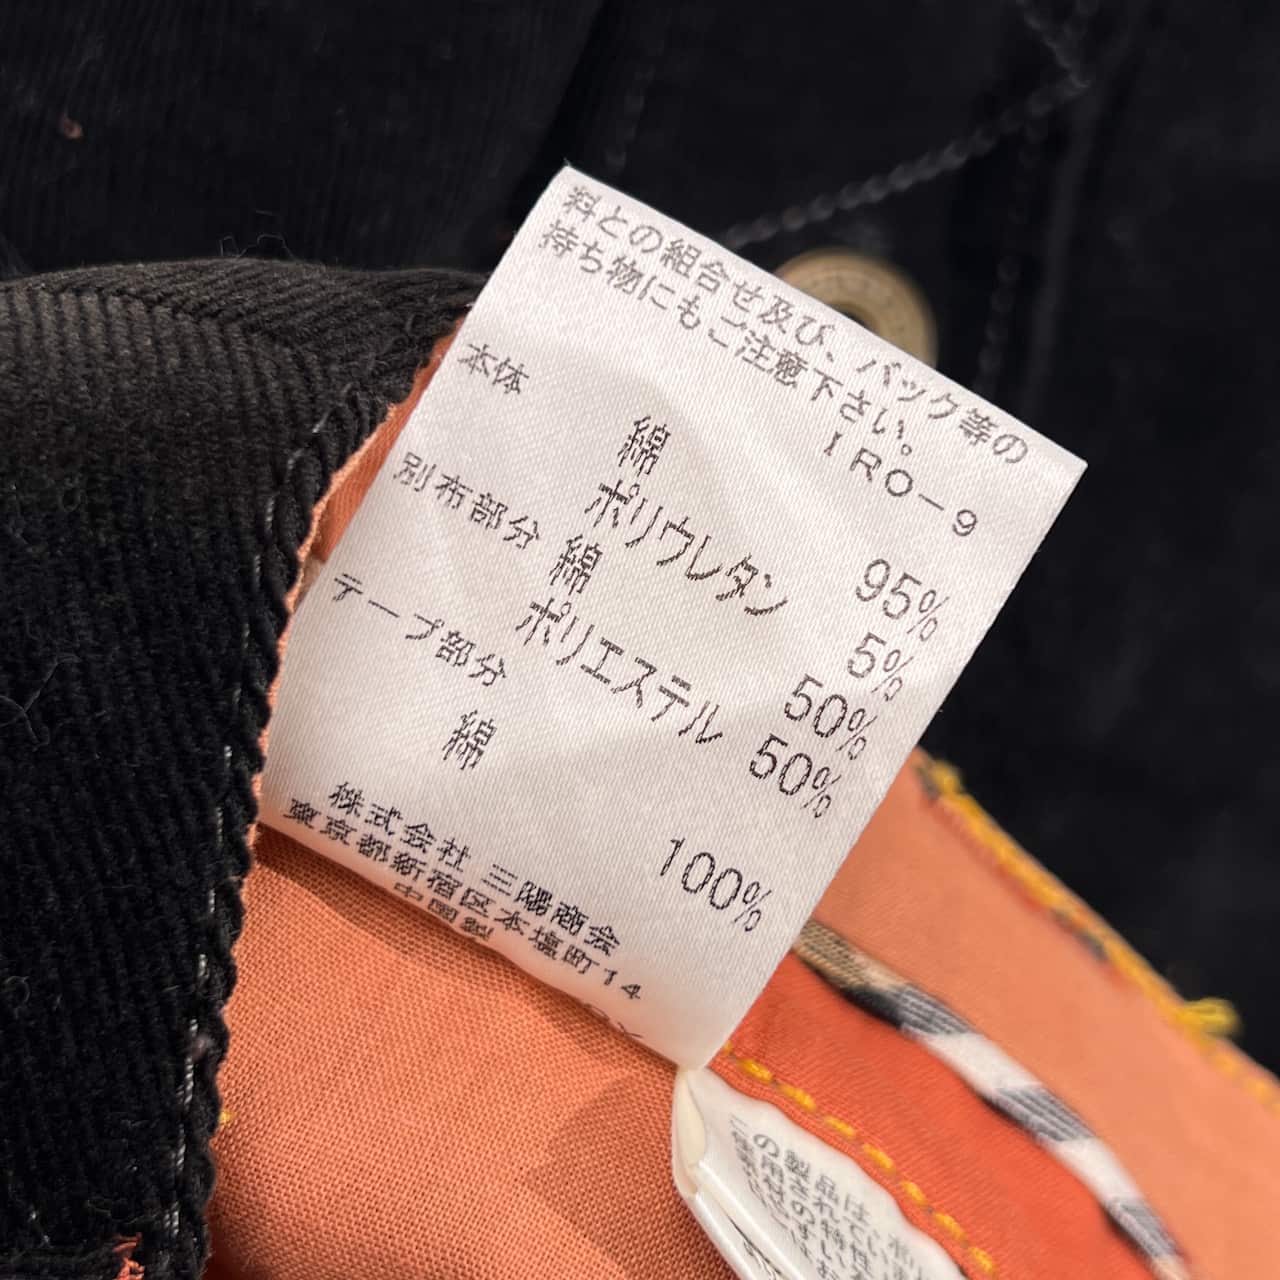 料との組合せ及び、バック等の
持ち物にもご注意下さい。
IRO-9
本体
綿 95%
ポリウレタン 5%
別布部分
綿 50%
ポリエステル 50%
テープ部分
綿 100%
株式会社 三陽商会
東京都新宿区本塩町14
中国製
の製品は、